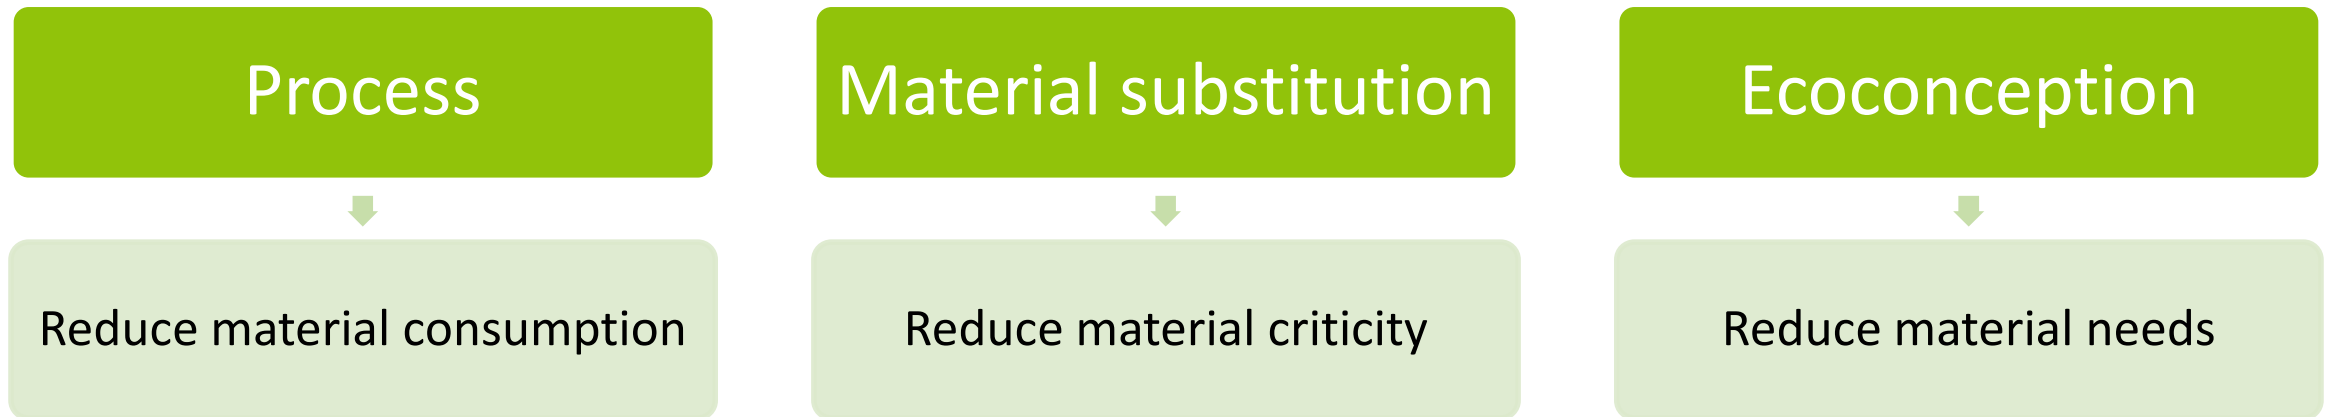 Process
Material substitution
Ecoconception
Reduce material consumption
Reduce material criticity
Reduce material needs